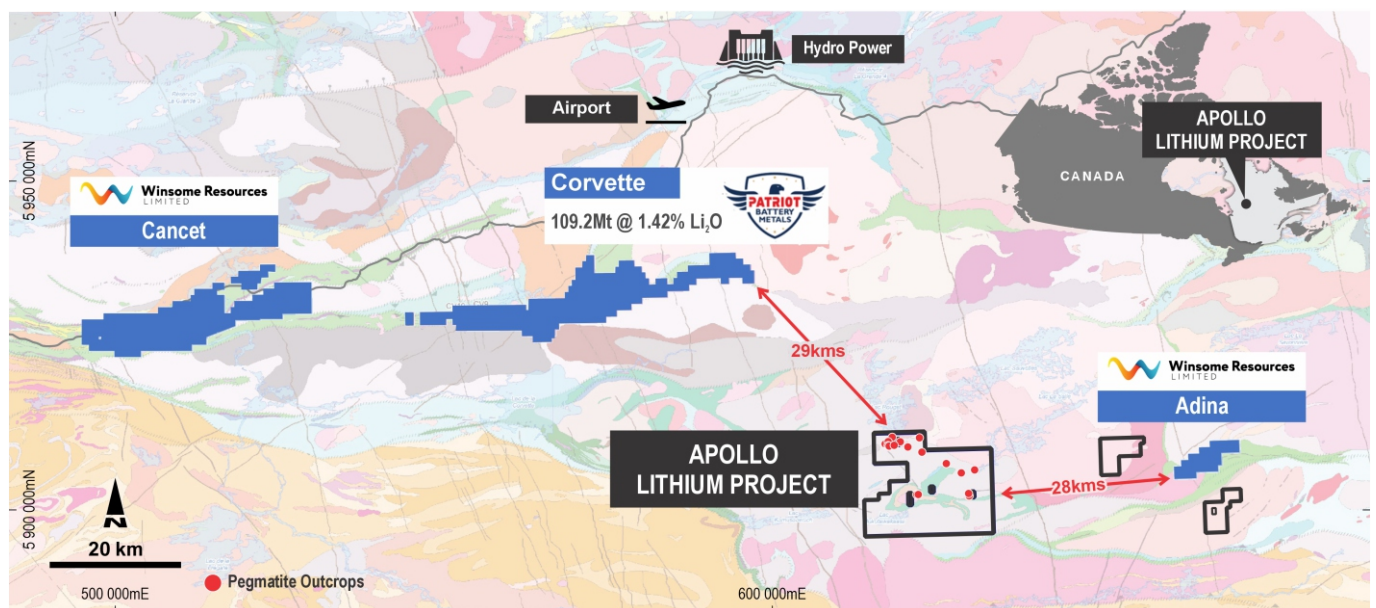 Hydro Power
Airport
APOLLO
LITHIUM PROJECT
CANADA
5 950 000mN
Winsome Resources
LIMITED
Cancet
Corvette
109.2Mt @ 1.42% Li₂O
PATRIOT
BATTERY
METALS
29kms
Winsome Resources
LIMITED
Adina
APOLLO
LITHIUM PROJECT
28kms
5 900 000mN
N
20 km
Pegmatite Outcrops
500 000mE
600 000mE